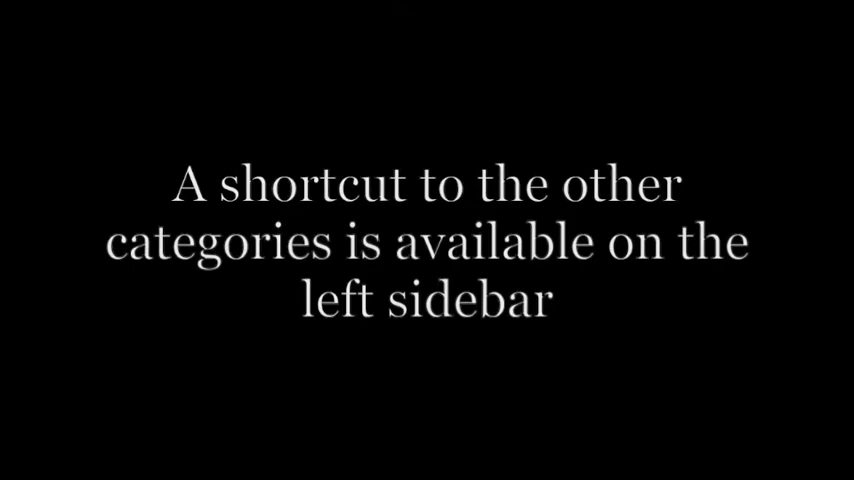 A shortcut to the other
categories is available on the
left sidebar